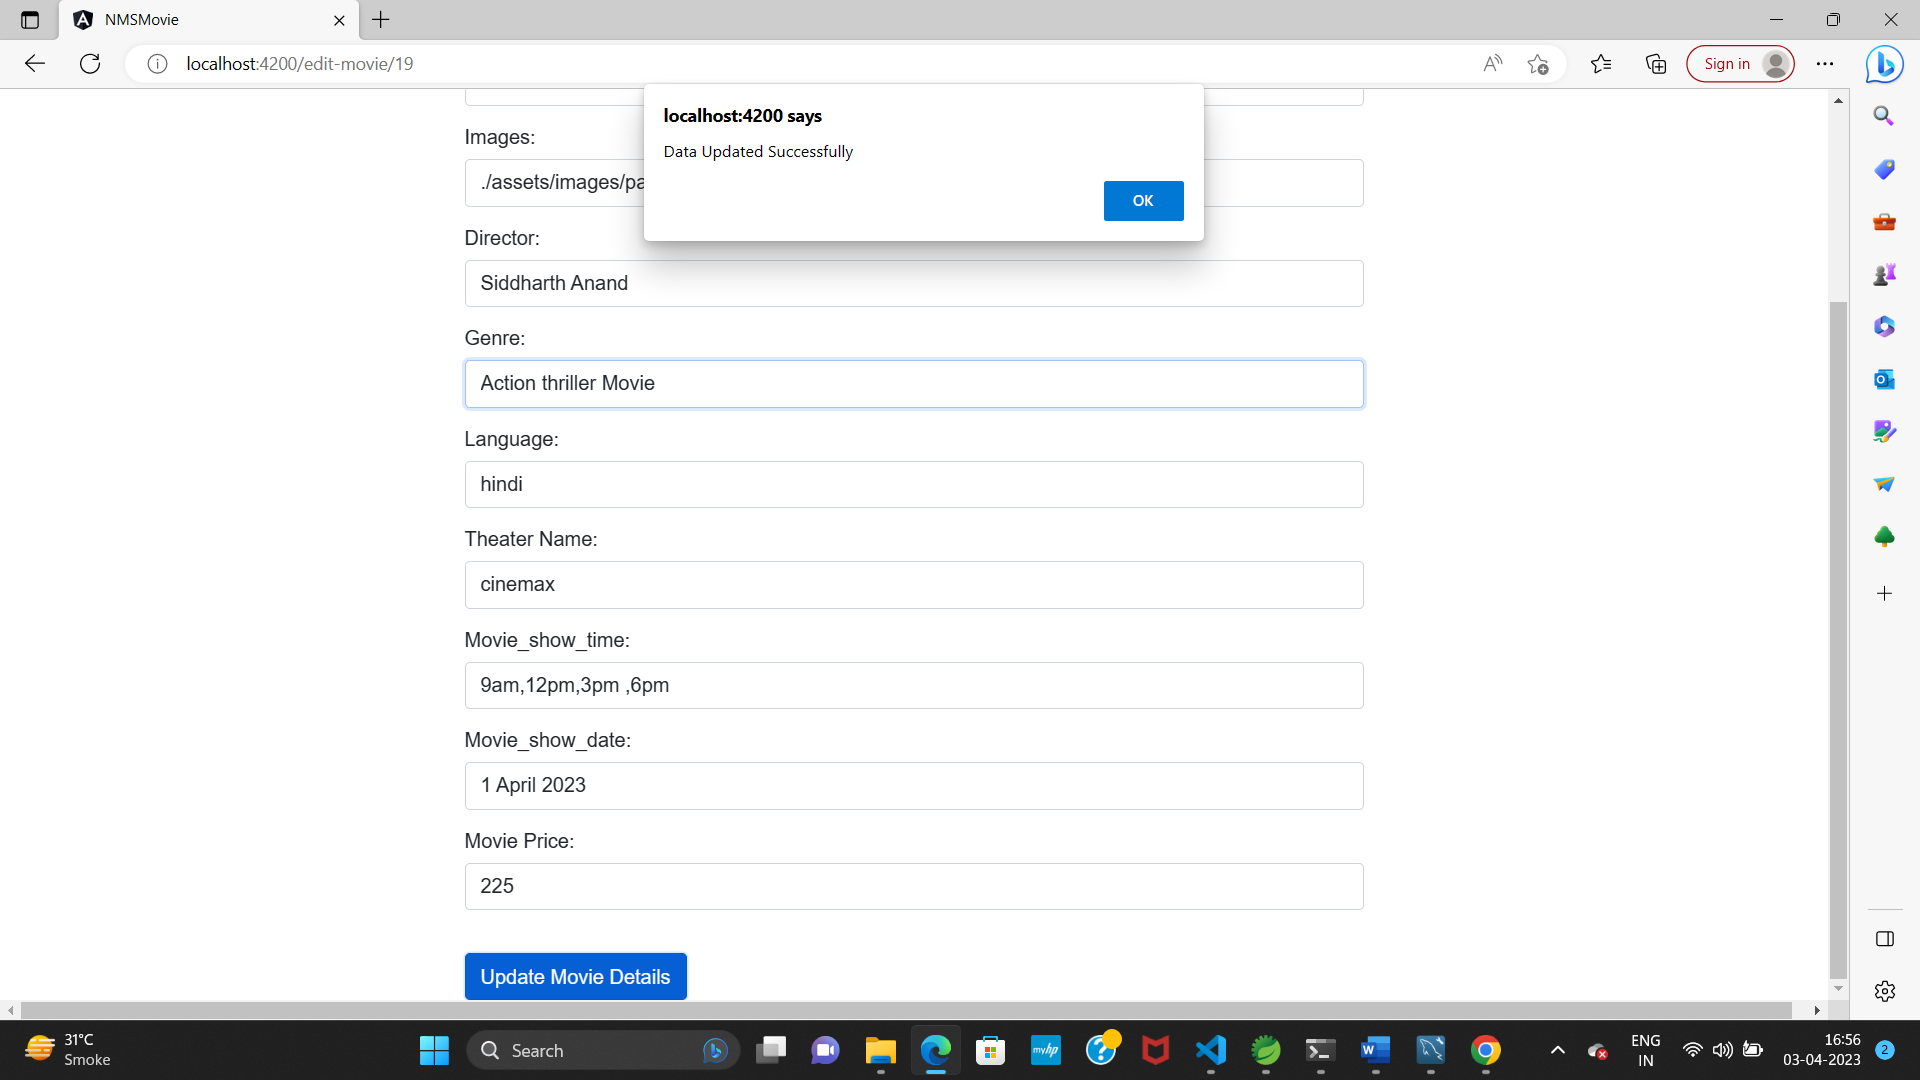 NMSMovie
localhost:4200/edit-movie/19
Sign in
localhost:4200 says
Data Updated Successfully
OK
Images:
./assets/images/pa
Director:
Siddharth Anand
Genre:
Action thriller Movie
Language:
hindi
Theater Name:
cinemax
Movie_show_time:
9am,12pm,3pm ,6pm
Movie_show_date:
1 April 2023
Movie Price:
225
Update Movie Details
31°C
Smoke
Search
myhp
ENG
IN
16:56
03-04-2023
2